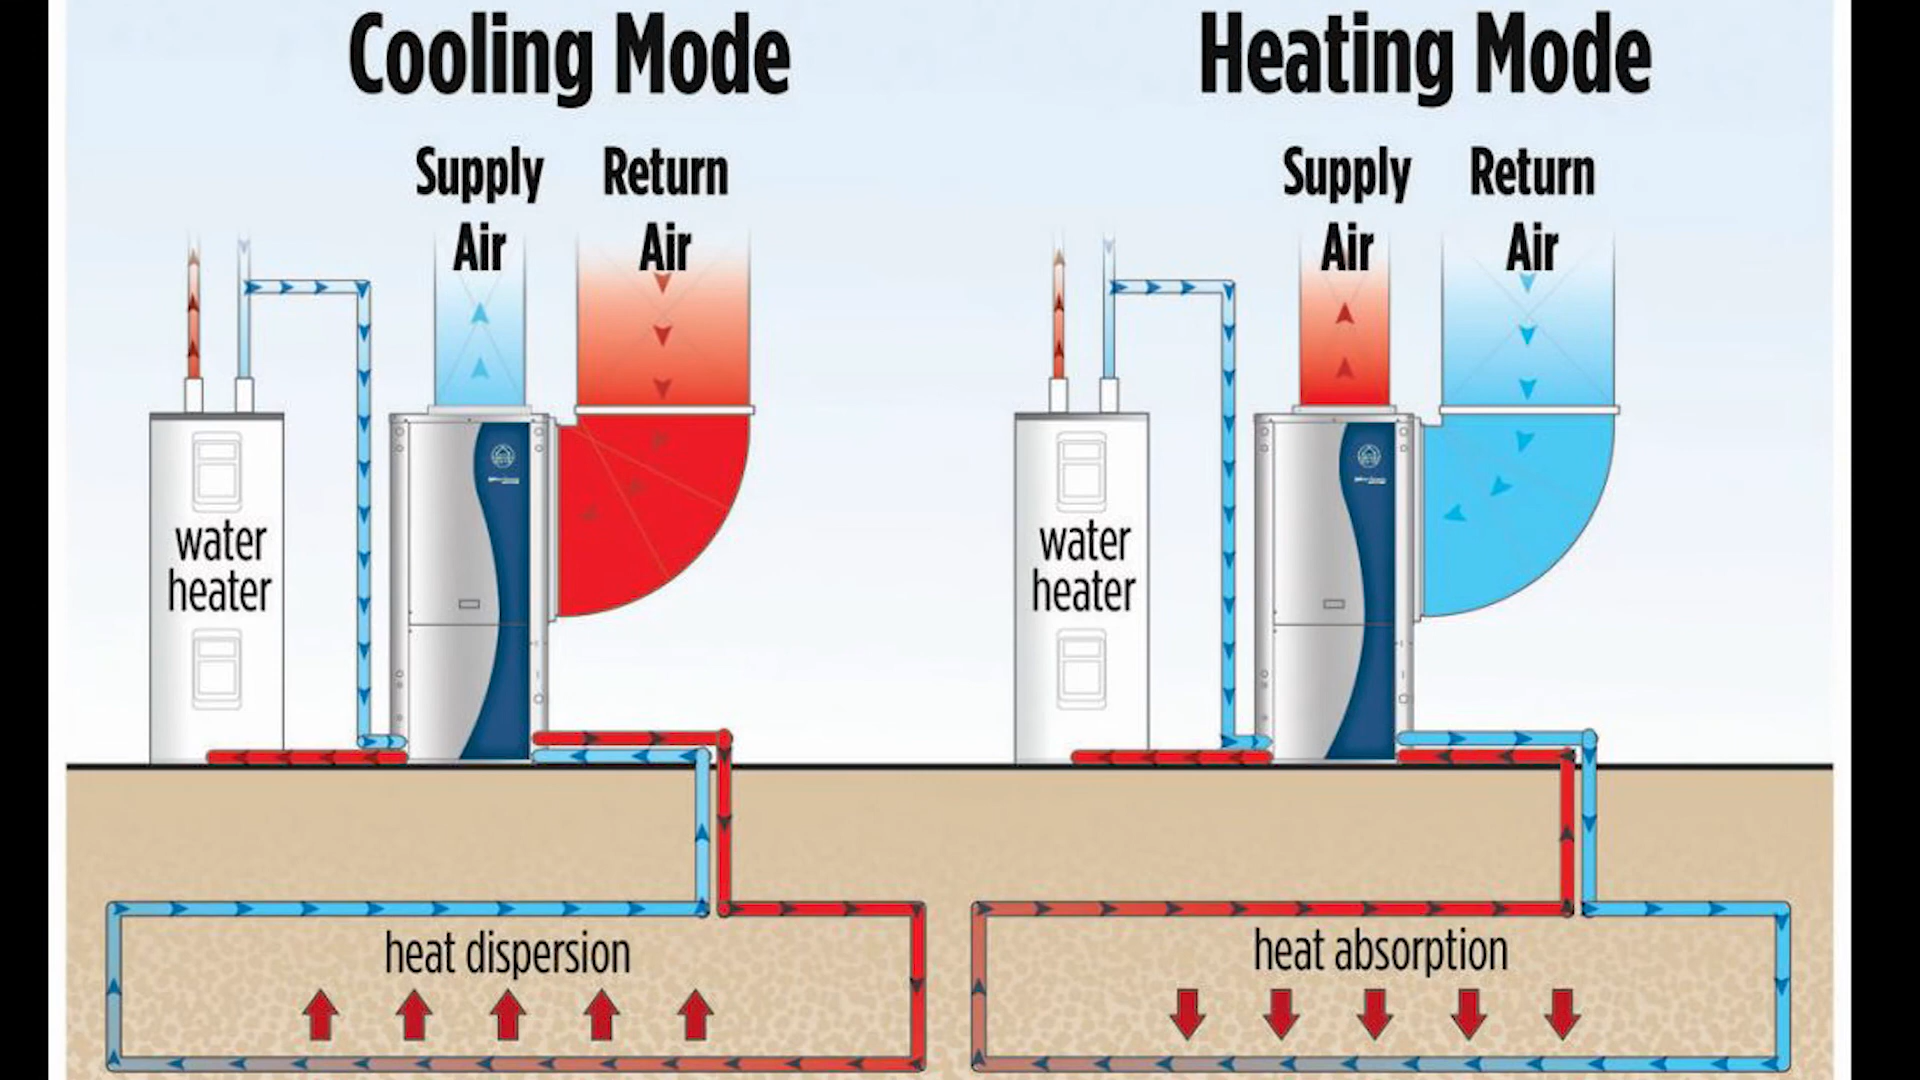 Cooling Mode
Supply
Air
Return
Air
water
heater
heat dispersion
Heating Mode
Supply
Air
Return
Air
water
heater
heat absorption